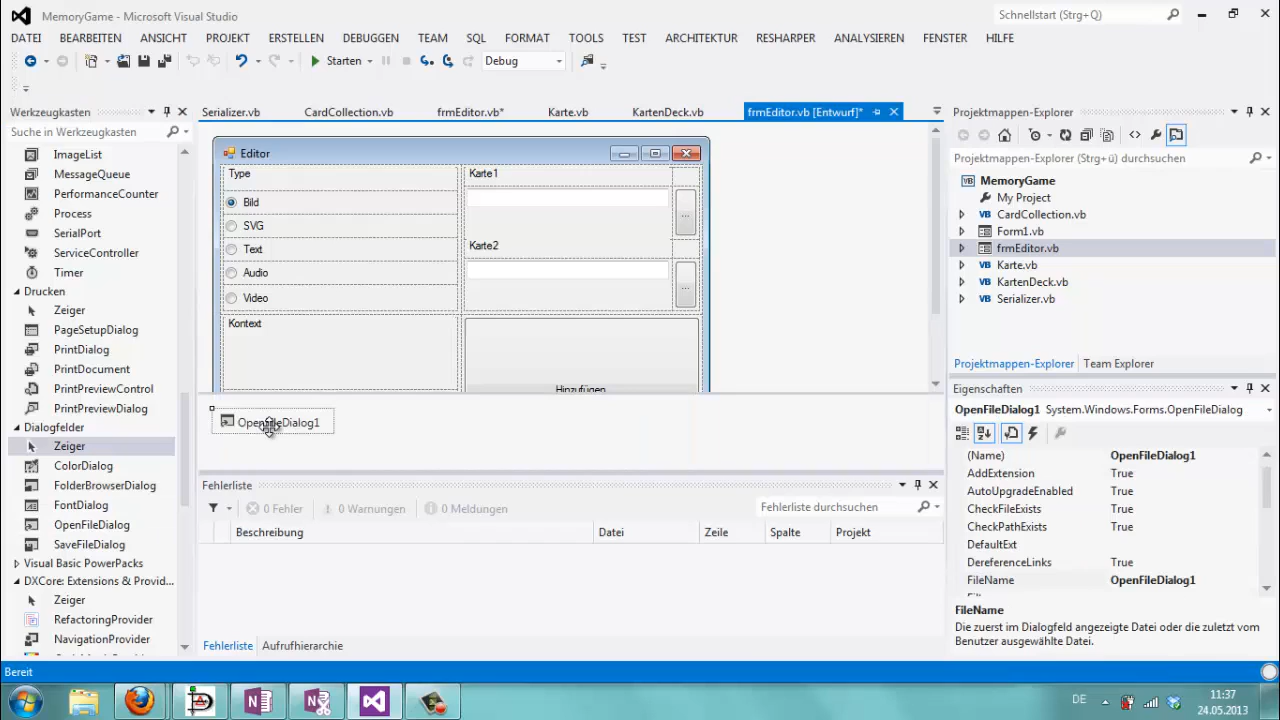 MemoryGame - Microsoft Visual Studio
Schnellstart (Strg+Q)
DATEI BEARBEITEN ANSICHT PROJEKT ERSTELLEN DEBUGGEN TEAM SQL FORMAT TOOLS TEST ARCHITEKTUR RESHARPER ANALYSIEREN FENSTER HILFE
Starten Debug
Werkzeugkasten
Suche in Werkzeugkasten
ImageList
MessageQueue
PerformanceCounter
Process
SerialPort
ServiceController
Timer
Drucken
Zeiger
PageSetupDialog
PrintDialog
PrintDocument
PrintPreviewControl
PrintPreviewDialog
Dialogfelder
Zeiger
ColorDialog
FolderBrowserDialog
FontDialog
OpenFileDialog
SaveFileDialog
Visual Basic PowerPacks
DXCore: Extensions & Provid...
Zeiger
RefactoringProvider
NavigationProvider
Serializer.vb CardCollection.vb frmEditor.vb* Karte.vb KartenDeck.vb frmEditor.vb [Entwurf]*
Editor
Type
Bild
SVG
Text
Audio
Video
Kontext
Karte1
...
Karte2
...
Hinzufügen
OpenFileDialog1
Fehlerliste
0 Fehler 0 Warnungen 0 Meldungen
Fehlerliste durchsuchen
Beschreibung Datei Zeile Spalte Projekt
Fehlerliste Aufrufhierarchie
Projektmappen-Explorer
Projektmappen-Explorer (Strg+ü) durchsuchen
MemoryGame
My Project
CardCollection.vb
Form1.vb
frmEditor.vb
Karte.vb
KartenDeck.vb
Serializer.vb
Projektmappen-Explorer Team Explorer
Eigenschaften
OpenFileDialog1 System.Windows.Forms.OpenFileDialog
(Name) OpenFileDialog1
AddExtension True
AutoUpgradeEnabled True
CheckFileExists True
CheckPathExists True
DefaultExt
DereferenceLinks True
FileName OpenFileDialog1
FileName
Die zuerst im Dialogfeld angezeigte Datei oder die zuletzt vom
Benutzer ausgewählte Datei.
Bereit
DE
11:37
24.05.2013